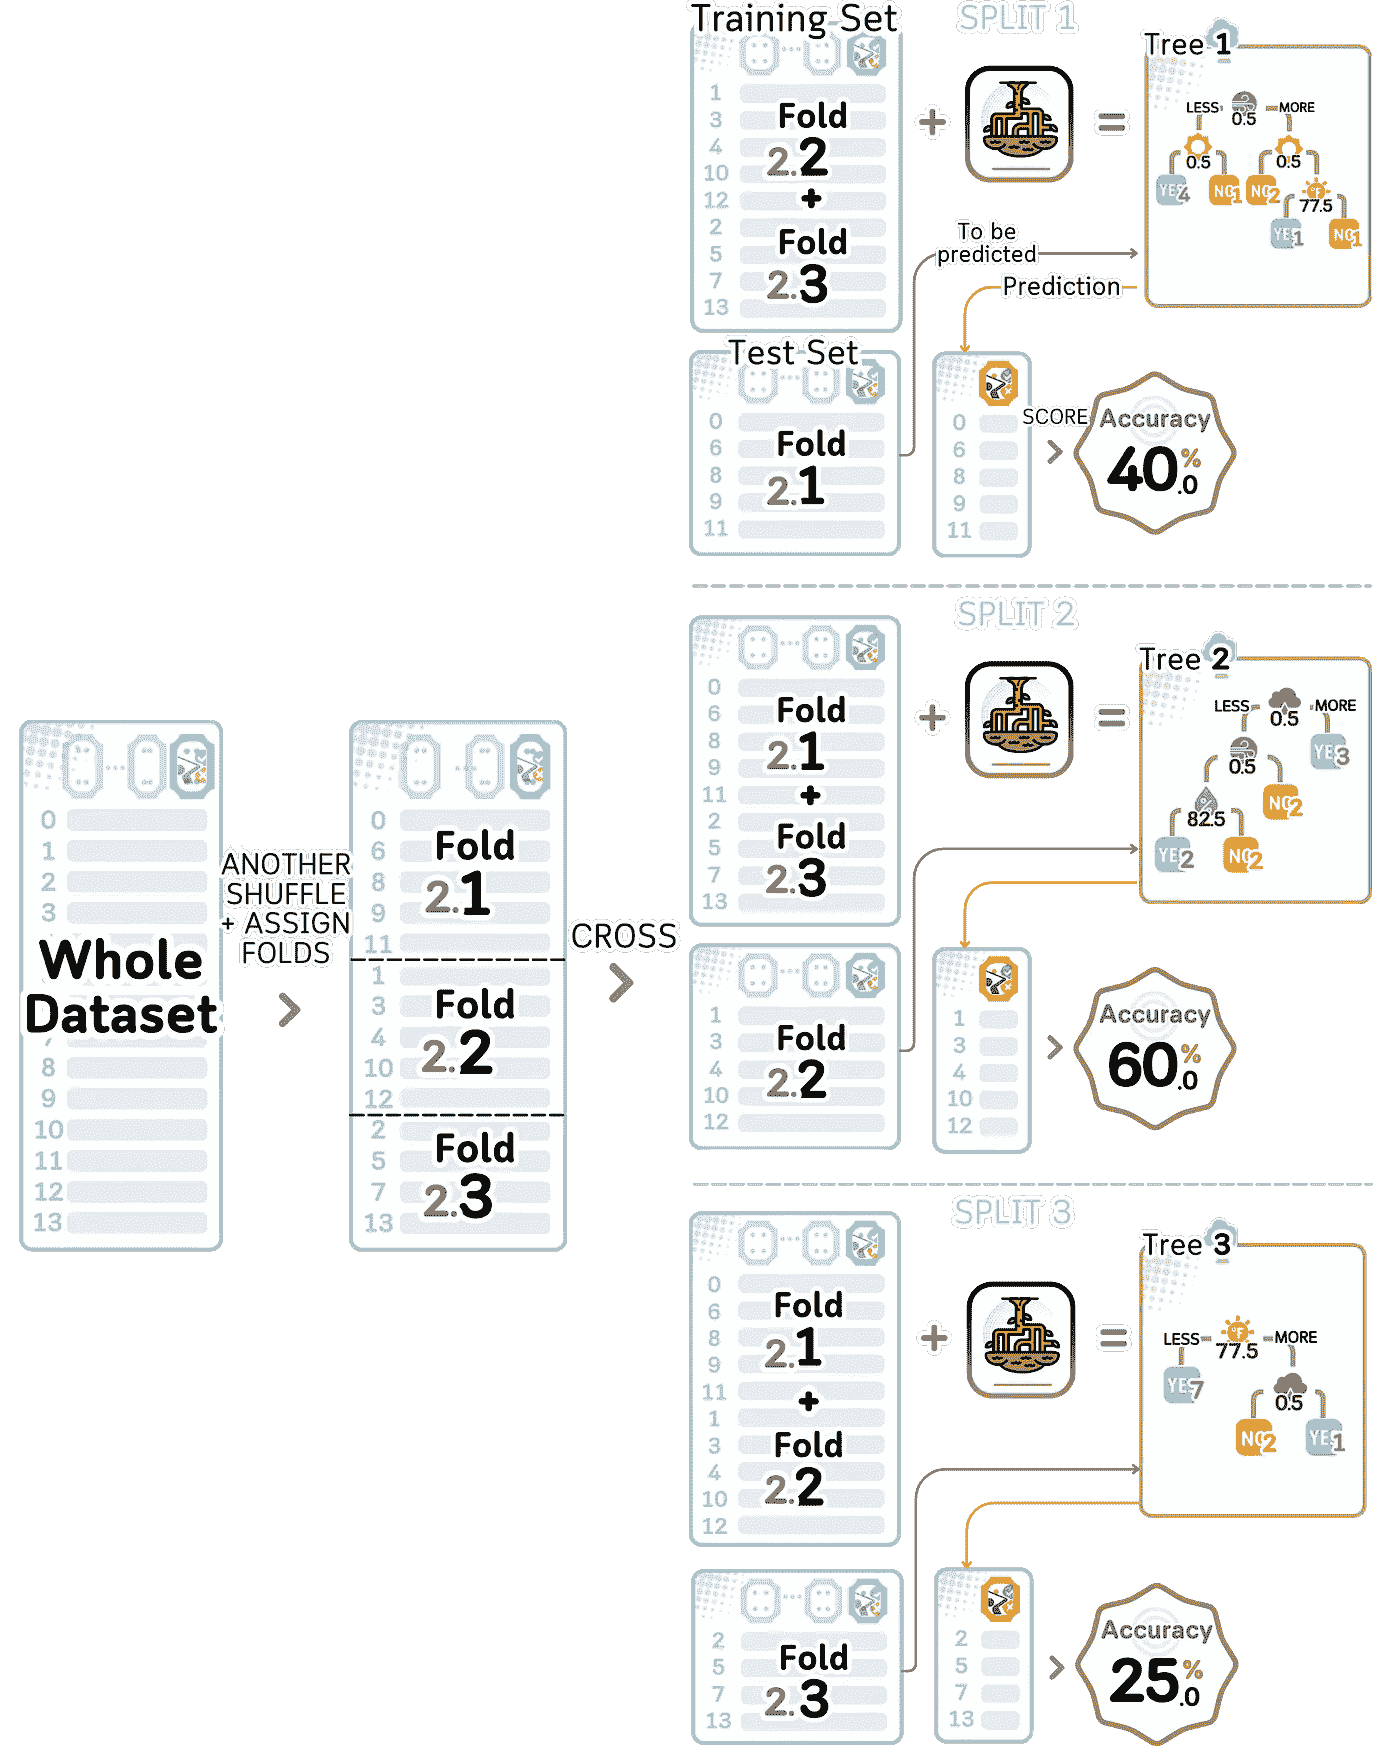 Whole
Dataset
0
1
2
3
7
8
9
10
11
12
13
ANOTHER
SHUFFLE
+ ASSIGN
FOLDS
0
6
8
9
11
Fold
2.1
1
3
4
10
12
Fold
2.2
2
5
7
13
Fold
2.3
CROSS
Training Set
SPLIT 1
1
3
4
10
12
2
5
7
13
Fold
2.2
+
Fold
2.3
+
=
Tree 1
LESS
0.5
MORE
0.5
0.5
YES 4
NO 1
NO 2
°F
77.5
YES 1
NO 1
To be
predicted
Prediction
Test Set
0
6
8
9
11
Fold
2.1
0
6
8
9
11
SCORE
Accuracy
40.0%
SPLIT 2
0
6
8
9
11
2
5
7
13
Fold
2.1
+
Fold
2.3
+
=
Tree 2
LESS
0.5
MORE
0.5
YES 3
%
82.5
NO 2
YES 2
NO 2
1
3
4
10
12
Fold
2.2
1
3
4
10
12
Accuracy
60.0%
SPLIT 3
0
6
8
9
11
1
3
4
10
12
Fold
2.1
+
Fold
2.2
+
=
Tree 3
LESS
°F
77.5
MORE
YES 7
0.5
NO 2
YES 1
2
5
7
13
Fold
2.3
2
5
7
13
Accuracy
25.0%